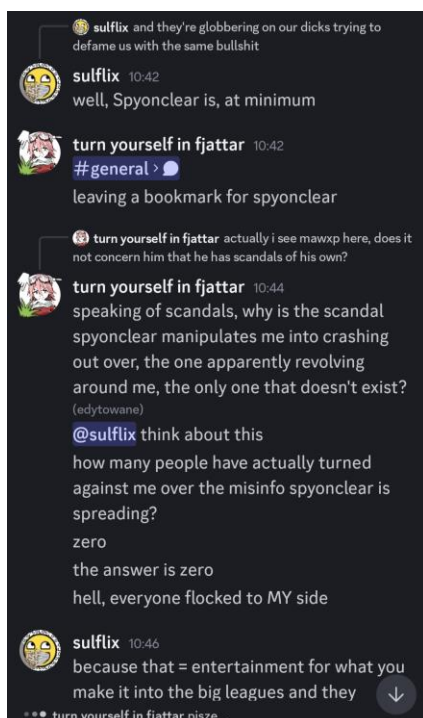 sulflix and they're globbering on our dicks trying to
defame us with the same bullshit
sulflix 10:42
well, Spyonclear is, at minimum
turn yourself in fjattar 10:42
#general >
leaving a bookmark for spyonclear
turn yourself in fjattar actually i see mawxp here, does it
not concern him that he has scandals of his own?
turn yourself in fjattar 10:44
speaking of scandals, why is the scandal
spyonclear manipulates me into crashing
out over, the one apparently revolving
around me, the only one that doesn't exist?
(edytowane)
@sulflix think about this
how many people have actually turned
against me over the misinfo spyonclear is
spreading?
zero
the answer is zero
hell, everyone flocked to MY side
sulflix 10:46
because that = entertainment for what you
make it into the big leagues and they
turn yourself in fjattar pisze